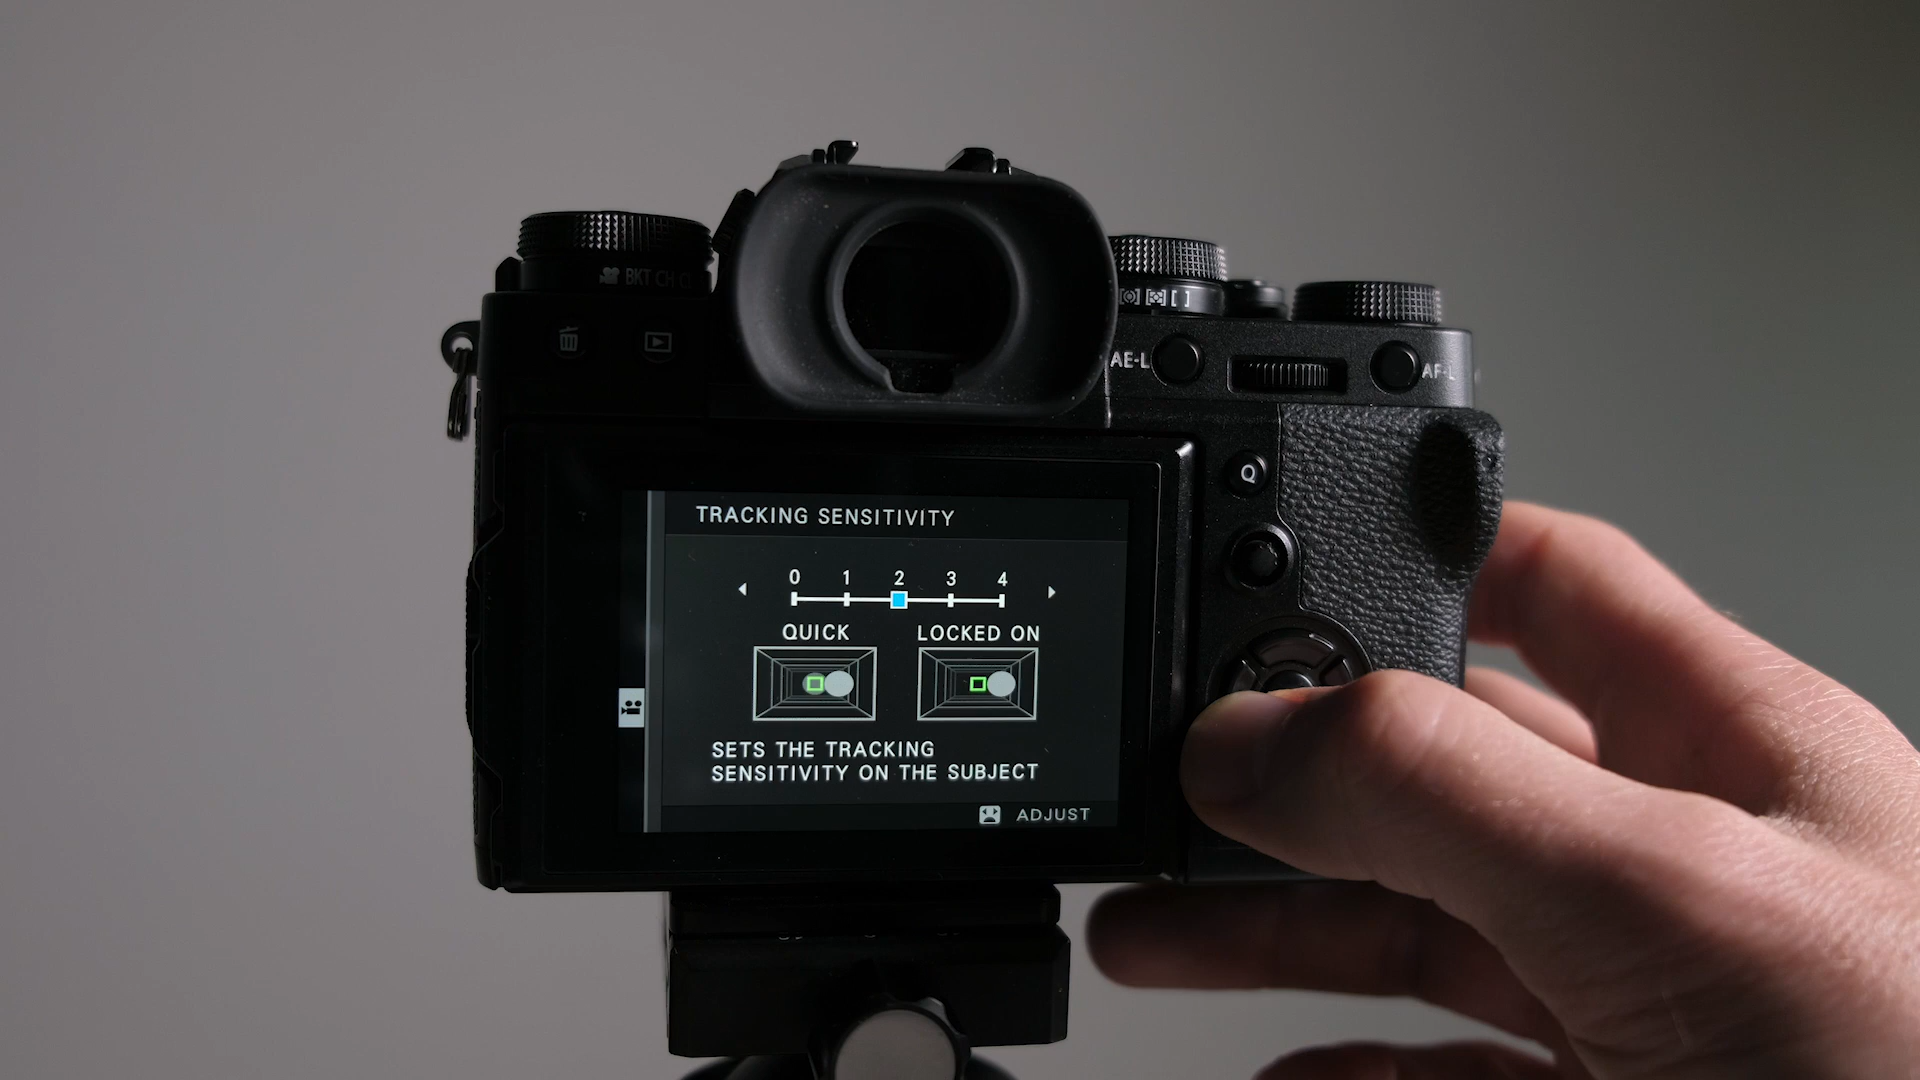 BKT CH
AE-L
AF-L
Q
TRACKING SENSITIVITY
0 1 2 3 4
QUICK LOCKED ON
SETS THE TRACKING
SENSITIVITY ON THE SUBJECT
ADJUST